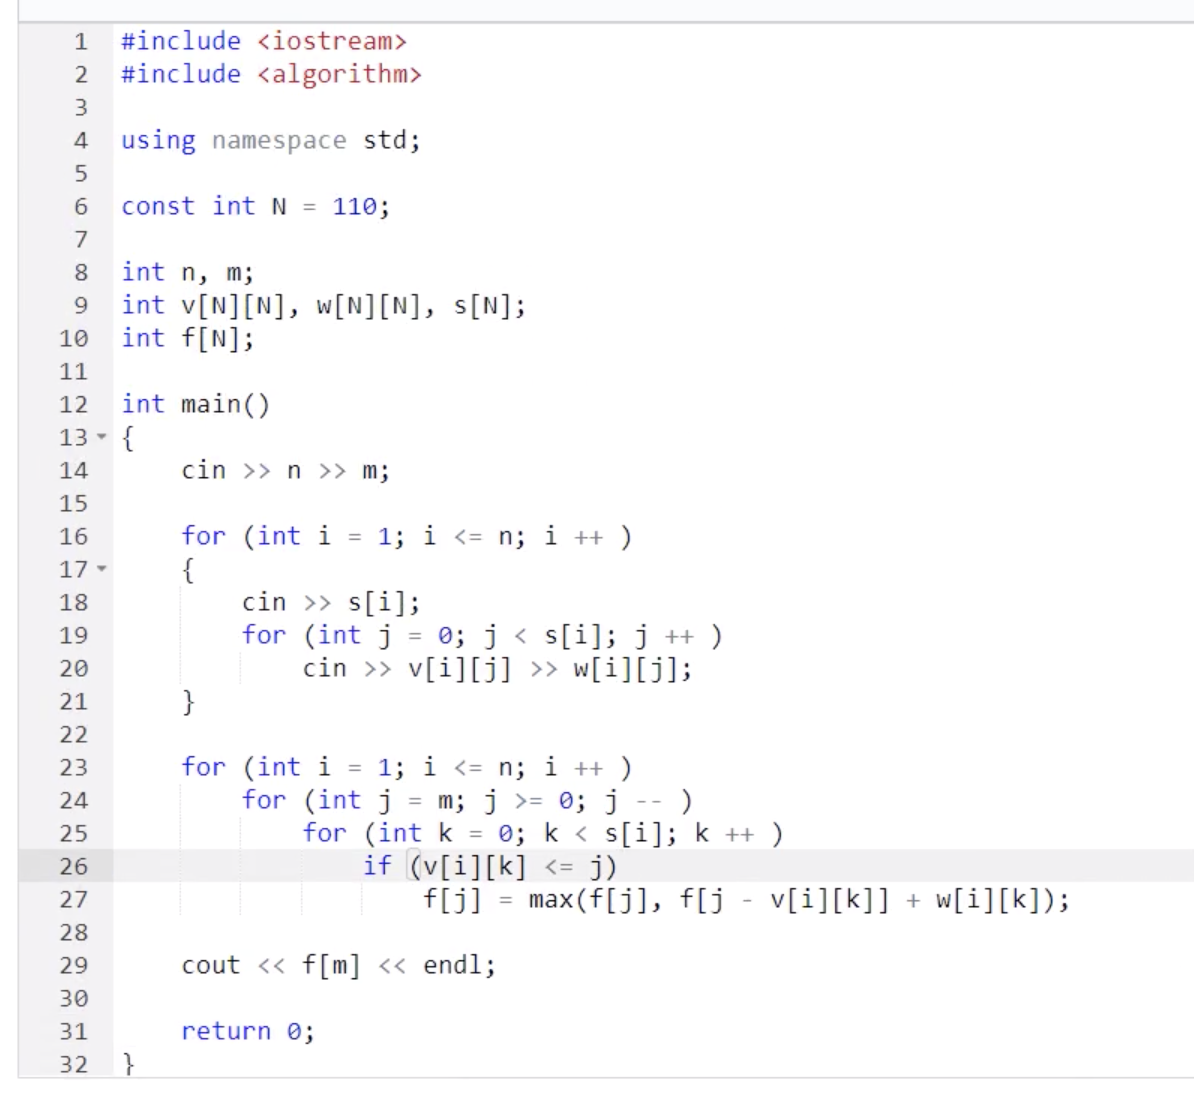 1 #include <iostream>
2 #include <algorithm>
3
4 using namespace std;
5
6 const int N = 110;
7
8 int n, m;
9 int v[N][N], w[N][N], s[N];
10 int f[N];
11
12 int main()
13 {
14     cin >> n >> m;
15
16     for (int i = 1; i <= n; i ++ )
17     {
18         cin >> s[i];
19         for (int j = 0; j < s[i]; j ++ )
20             cin >> v[i][j] >> w[i][j];
21     }
22
23     for (int i = 1; i <= n; i ++ )
24         for (int j = m; j >= 0; j -- )
25             for (int k = 0; k < s[i]; k ++ )
26                 if (v[i][k] <= j)
27                     f[j] = max(f[j], f[j - v[i][k]] + w[i][k]);
28
29     cout << f[m] << endl;
30
31     return 0;
32 }